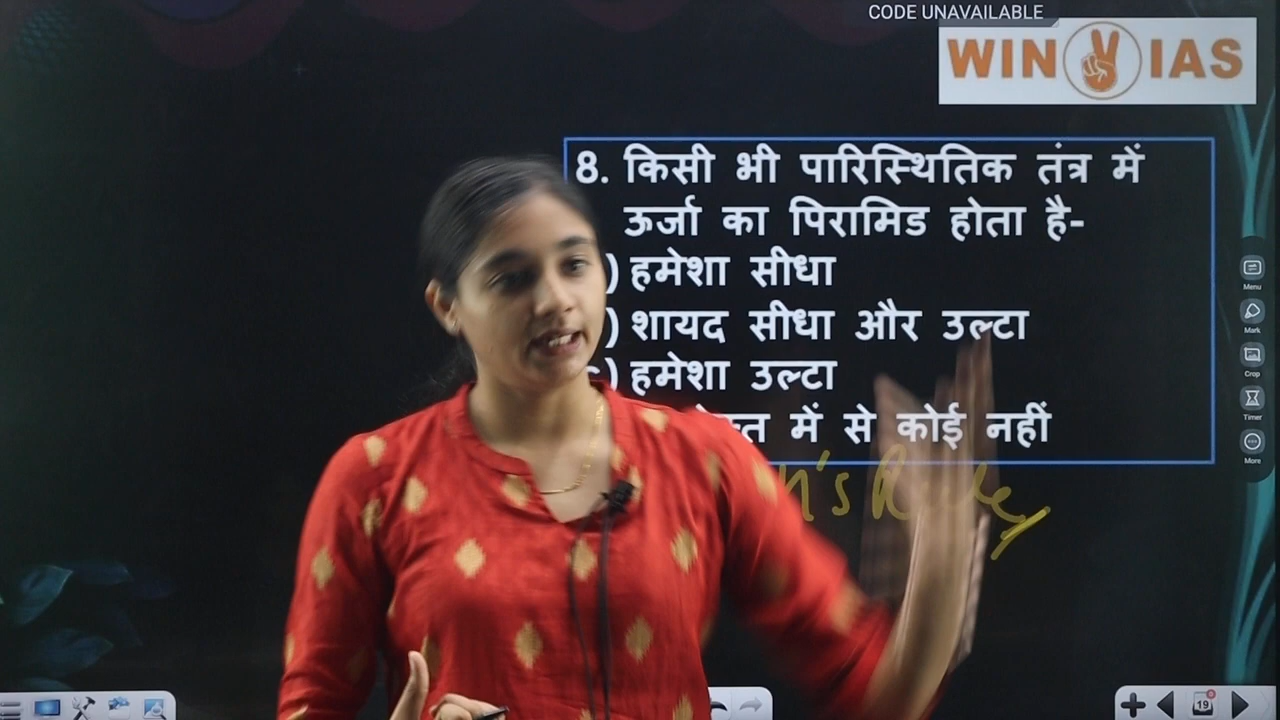 CODE UNAVAILABLE
WIN IAS
8. किसी भी पारिस्थितिक तंत्र में
ऊर्जा का पिरामिड होता है-
) हमेशा सीधा
) शायद सीधा और उल्टा
) हमेशा उल्टा
में से कोई नहीं
Menu
Mark
Crop
Timer
More
19